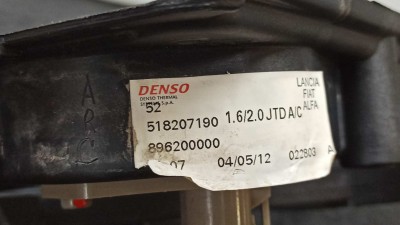 DENSO
DENSO THERMAL
SYSTEMS S.p.A.
52
518207190 1.6/2.0 JTD A/C
896200000
07 04/05/12 022803
LANCIA
FIAT
ALFA